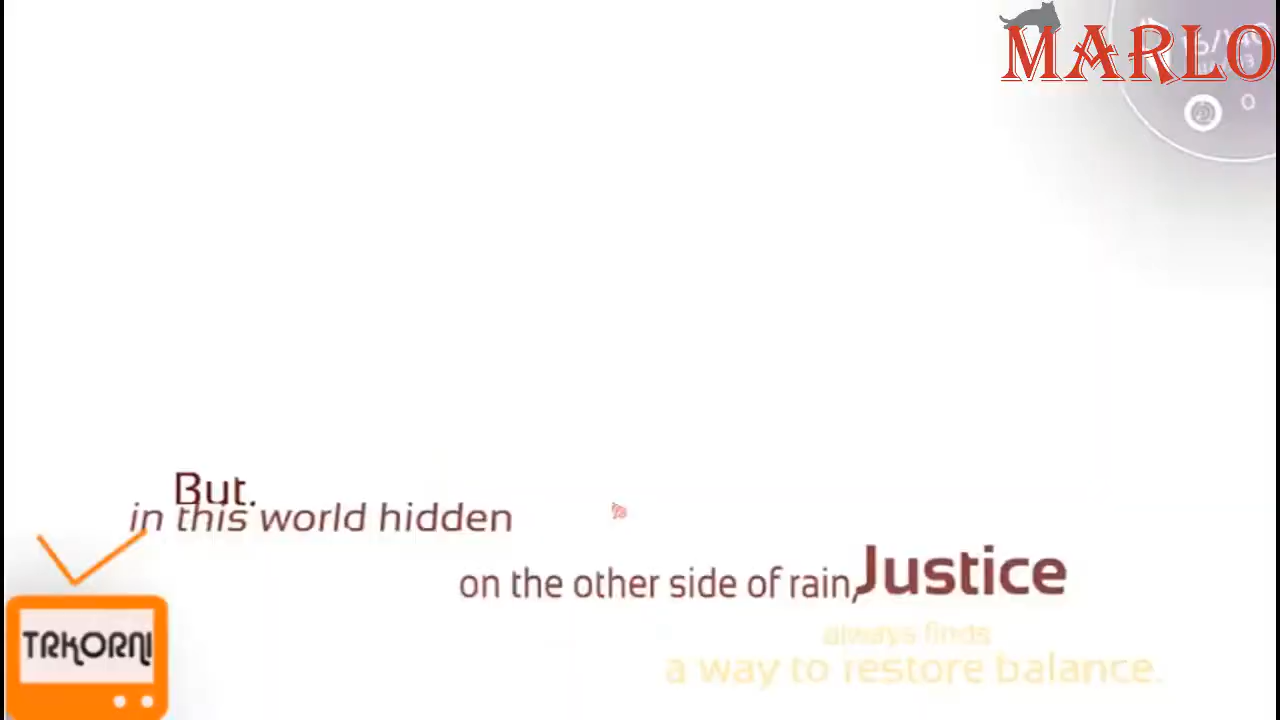 MARLO
0
But.
in this world hidden
on the other side of rain,
Justice
always finds
a way to restore balance.
TRKORNI